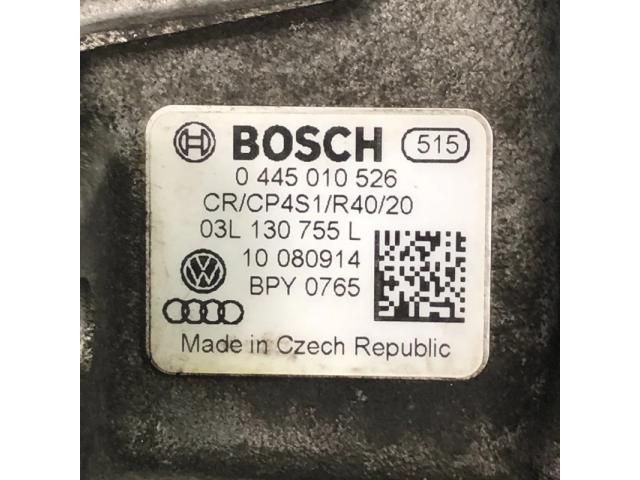 BOSCH 515
0 445 010 526
CR/CP4S1/R40/20
03L 130 755 L
10 080914
BPY 0765
Made in Czech Republic